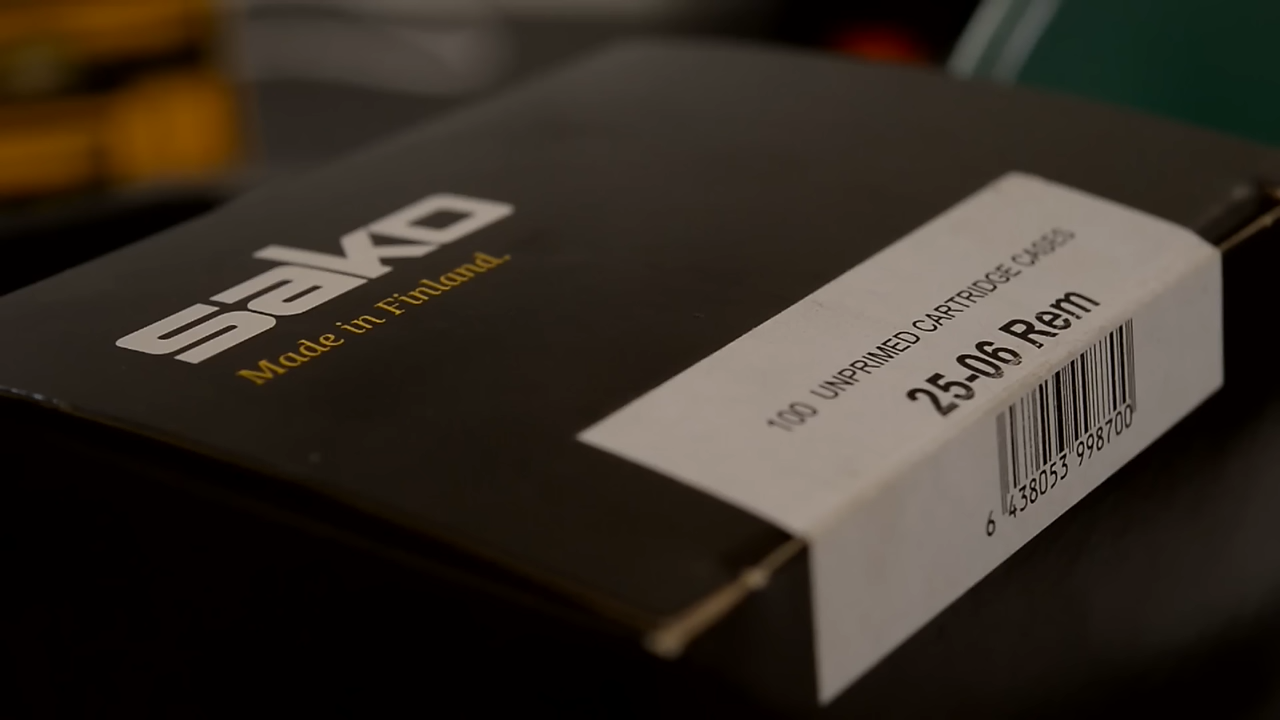 sako
Made in Finland.
100 UNPRIMED CARTRIDGE CASES
25-06 Rem
6 438053 998700